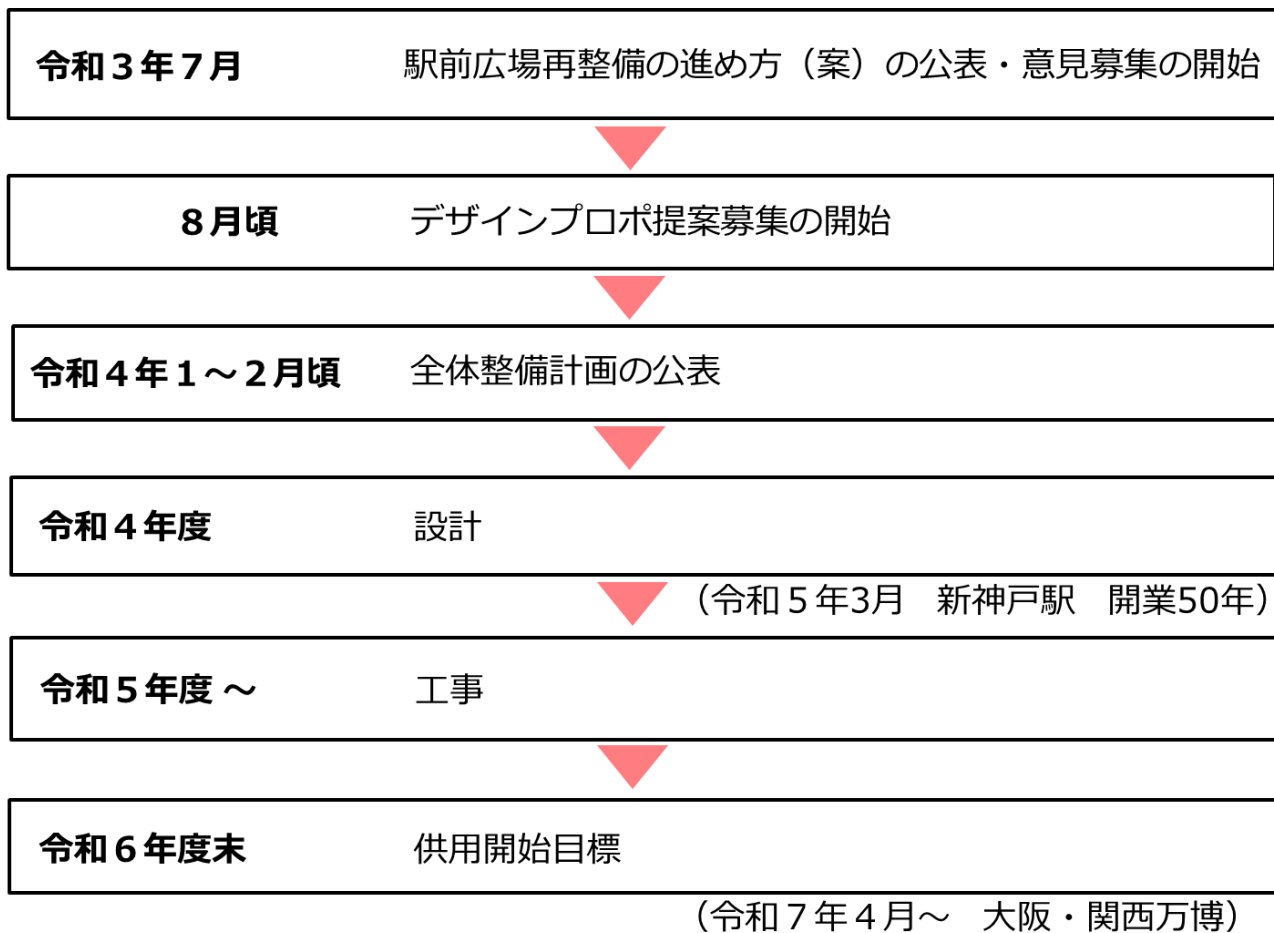 令和３年７月 駅前広場再整備の進め方（案）の公表・意見募集の開始
８月頃 デザインプロポ提案募集の開始
令和４年１～２月頃 全体整備計画の公表
令和４年度 設計
（令和５年3月 新神戸駅 開業50年）
令和５年度 ～ 工事
令和６年度末 供用開始目標
（令和７年４月～ 大阪・関西万博）